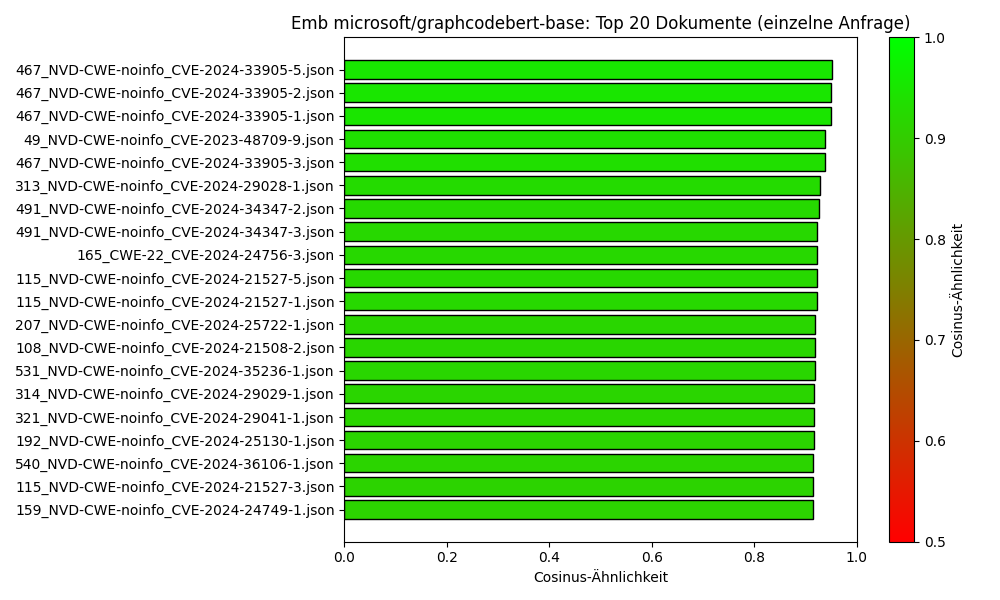 Emb microsoft/graphcodebert-base: Top 20 Dokumente (einzelne Anfrage)
467_NVD-CWE-noinfo_CVE-2024-33905-5.json
467_NVD-CWE-noinfo_CVE-2024-33905-2.json
467_NVD-CWE-noinfo_CVE-2024-33905-1.json
49_NVD-CWE-noinfo_CVE-2023-48709-9.json
467_NVD-CWE-noinfo_CVE-2024-33905-3.json
313_NVD-CWE-noinfo_CVE-2024-29028-1.json
491_NVD-CWE-noinfo_CVE-2024-34347-2.json
491_NVD-CWE-noinfo_CVE-2024-34347-3.json
165_CWE-22_CVE-2024-24756-3.json
115_NVD-CWE-noinfo_CVE-2024-21527-5.json
115_NVD-CWE-noinfo_CVE-2024-21527-1.json
207_NVD-CWE-noinfo_CVE-2024-25722-1.json
108_NVD-CWE-noinfo_CVE-2024-21508-2.json
531_NVD-CWE-noinfo_CVE-2024-35236-1.json
314_NVD-CWE-noinfo_CVE-2024-29029-1.json
321_NVD-CWE-noinfo_CVE-2024-29041-1.json
192_NVD-CWE-noinfo_CVE-2024-25130-1.json
540_NVD-CWE-noinfo_CVE-2024-36106-1.json
115_NVD-CWE-noinfo_CVE-2024-21527-3.json
159_NVD-CWE-noinfo_CVE-2024-24749-1.json
0.0 0.2 0.4 0.6 0.8 1.0
Cosinus-Ähnlichkeit
1.0
0.9
0.8
0.7
0.6
0.5
Cosinus-Ähnlichkeit